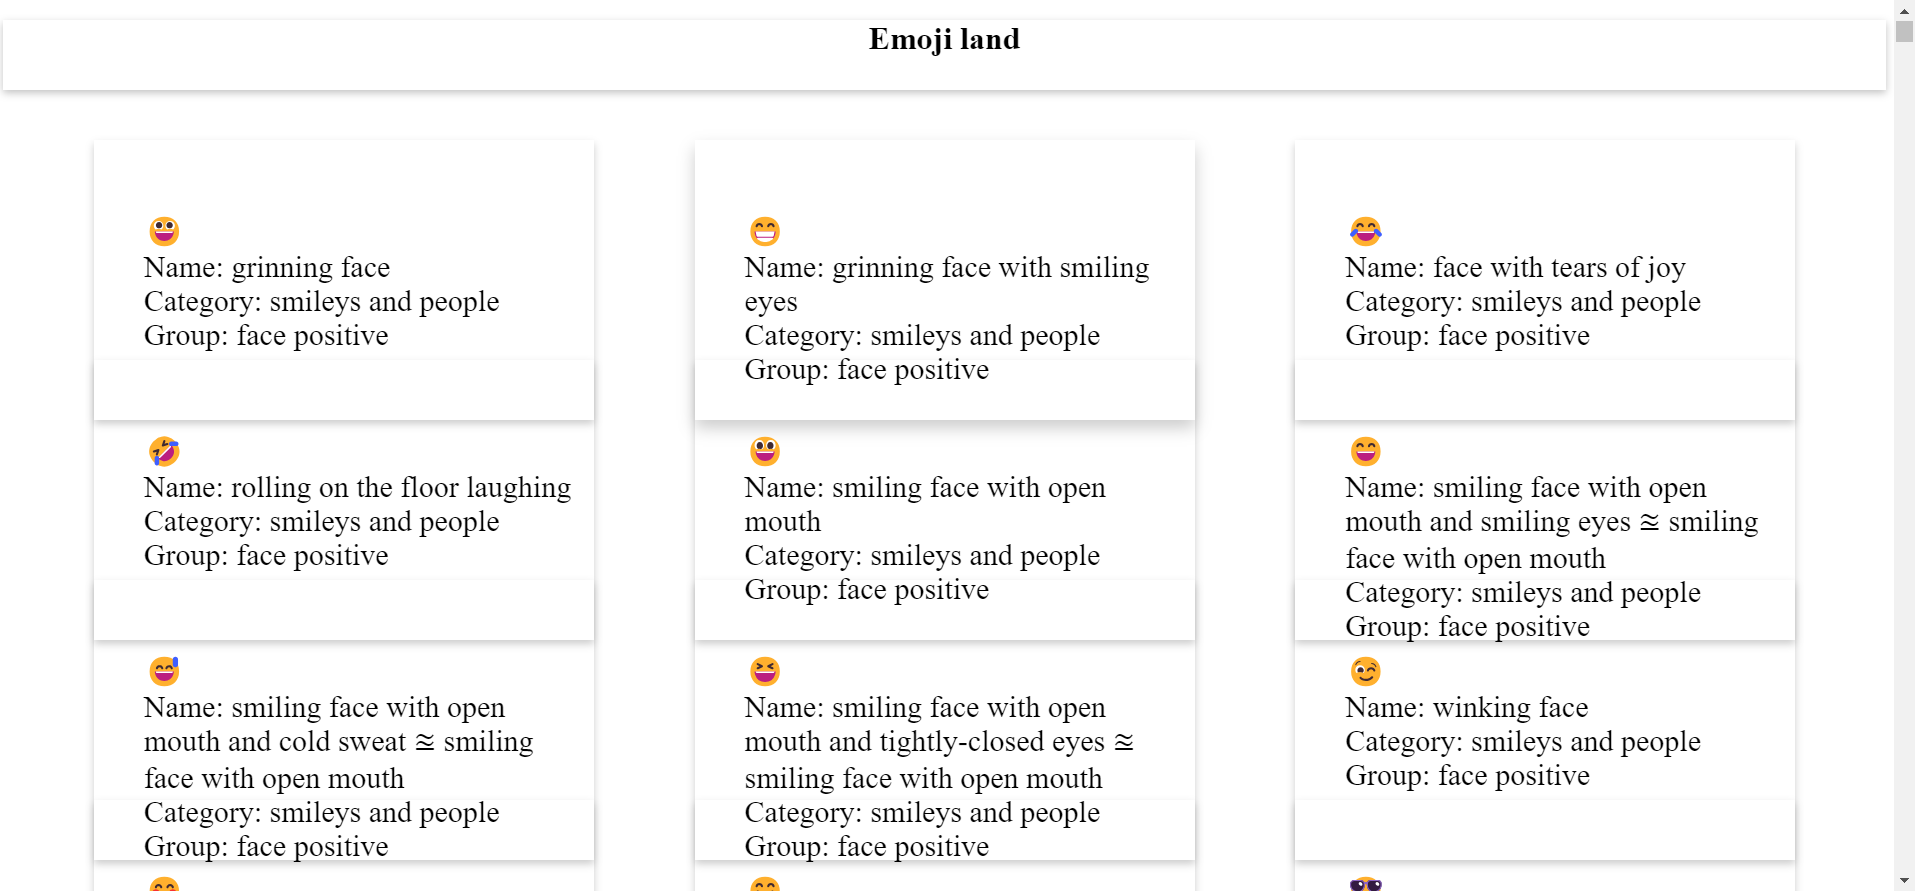 Emoji land
Name: grinning face
Category: smileys and people
Group: face positive
Name: grinning face with smiling
eyes
Category: smileys and people
Group: face positive
Name: face with tears of joy
Category: smileys and people
Group: face positive
Name: rolling on the floor laughing
Category: smileys and people
Group: face positive
Name: smiling face with open
mouth
Category: smileys and people
Group: face positive
Name: smiling face with open
mouth and smiling eyes ≊ smiling
face with open mouth
Category: smileys and people
Group: face positive
Name: smiling face with open
mouth and cold sweat ≊ smiling
face with open mouth
Category: smileys and people
Group: face positive
Name: smiling face with open
mouth and tightly-closed eyes ≊
smiling face with open mouth
Category: smileys and people
Group: face positive
Name: winking face
Category: smileys and people
Group: face positive